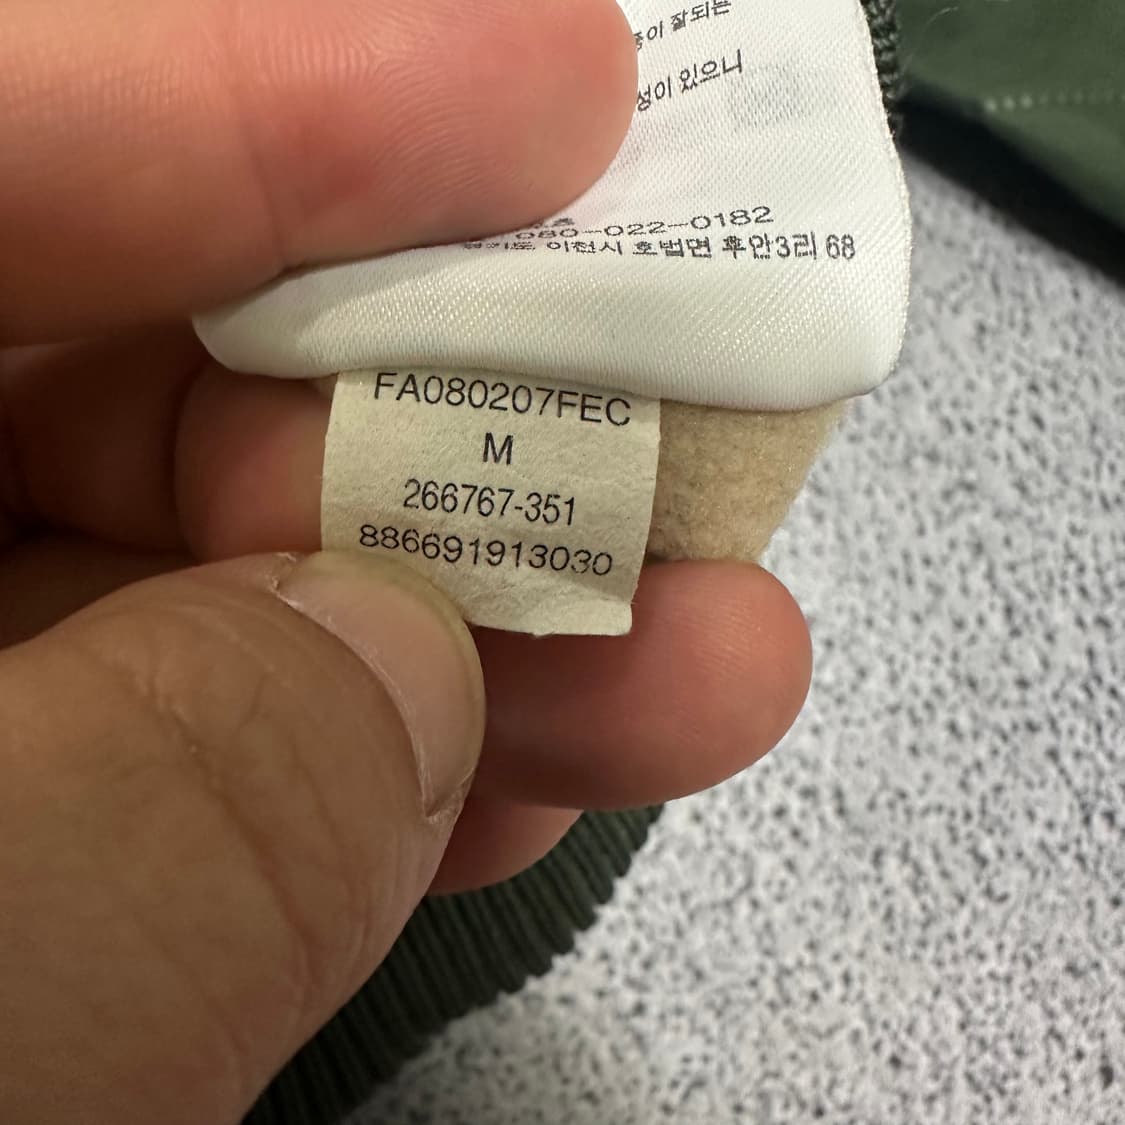 이 잘되는
성이 있으니
080-022-0182
이천시 호법면 후안3리 68
FA080207FEC
M
266767-351
886691913030